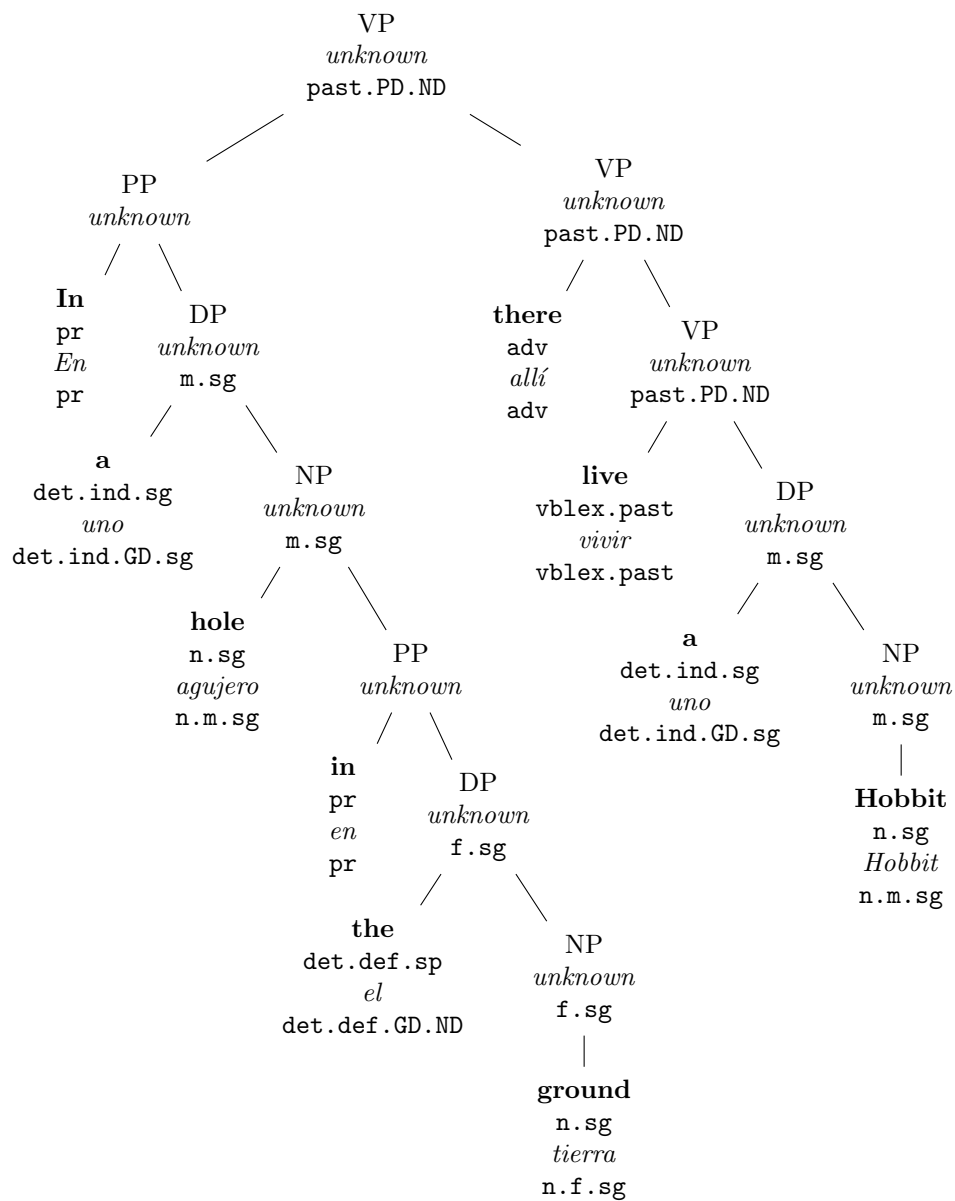 VP
unknown
past.PD.ND
PP
unknown
VP
unknown
past.PD.ND
In
pr
En
pr
DP
unknown
m.sg
there
adv
allí
adv
VP
unknown
past.PD.ND
a
det.ind.sg
uno
det.ind.GD.sg
NP
unknown
m.sg
live
vblex.past
vivir
vblex.past
DP
unknown
m.sg
hole
n.sg
agujero
n.m.sg
PP
unknown
a
det.ind.sg
uno
det.ind.GD.sg
NP
unknown
m.sg
in
pr
en
pr
DP
unknown
f.sg
Hobbit
n.sg
Hobbit
n.m.sg
the
det.def.sp
el
det.def.GD.ND
NP
unknown
f.sg
ground
n.sg
tierra
n.f.sg